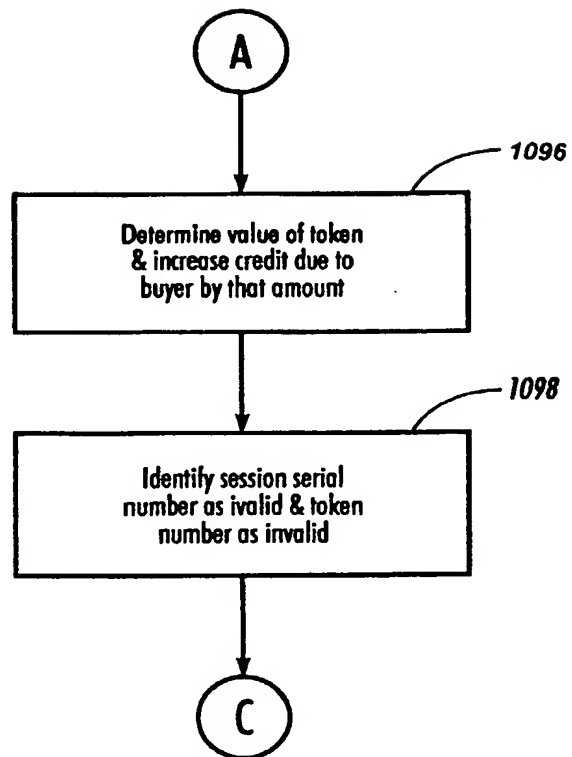 A
1096
Determine value of token
& increase credit due to
buyer by that amount
1098
Identify session serial
number as ivalid & token
number as invalid
C